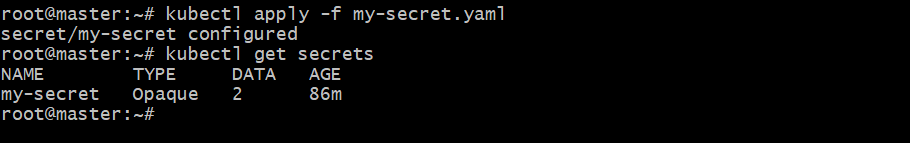 root@master:~# kubectl apply -f my-secret.yaml
secret/my-secret configured
root@master:~# kubectl get secrets
NAME        TYPE     DATA   AGE
my-secret   Opaque   2      86m
root@master:~#